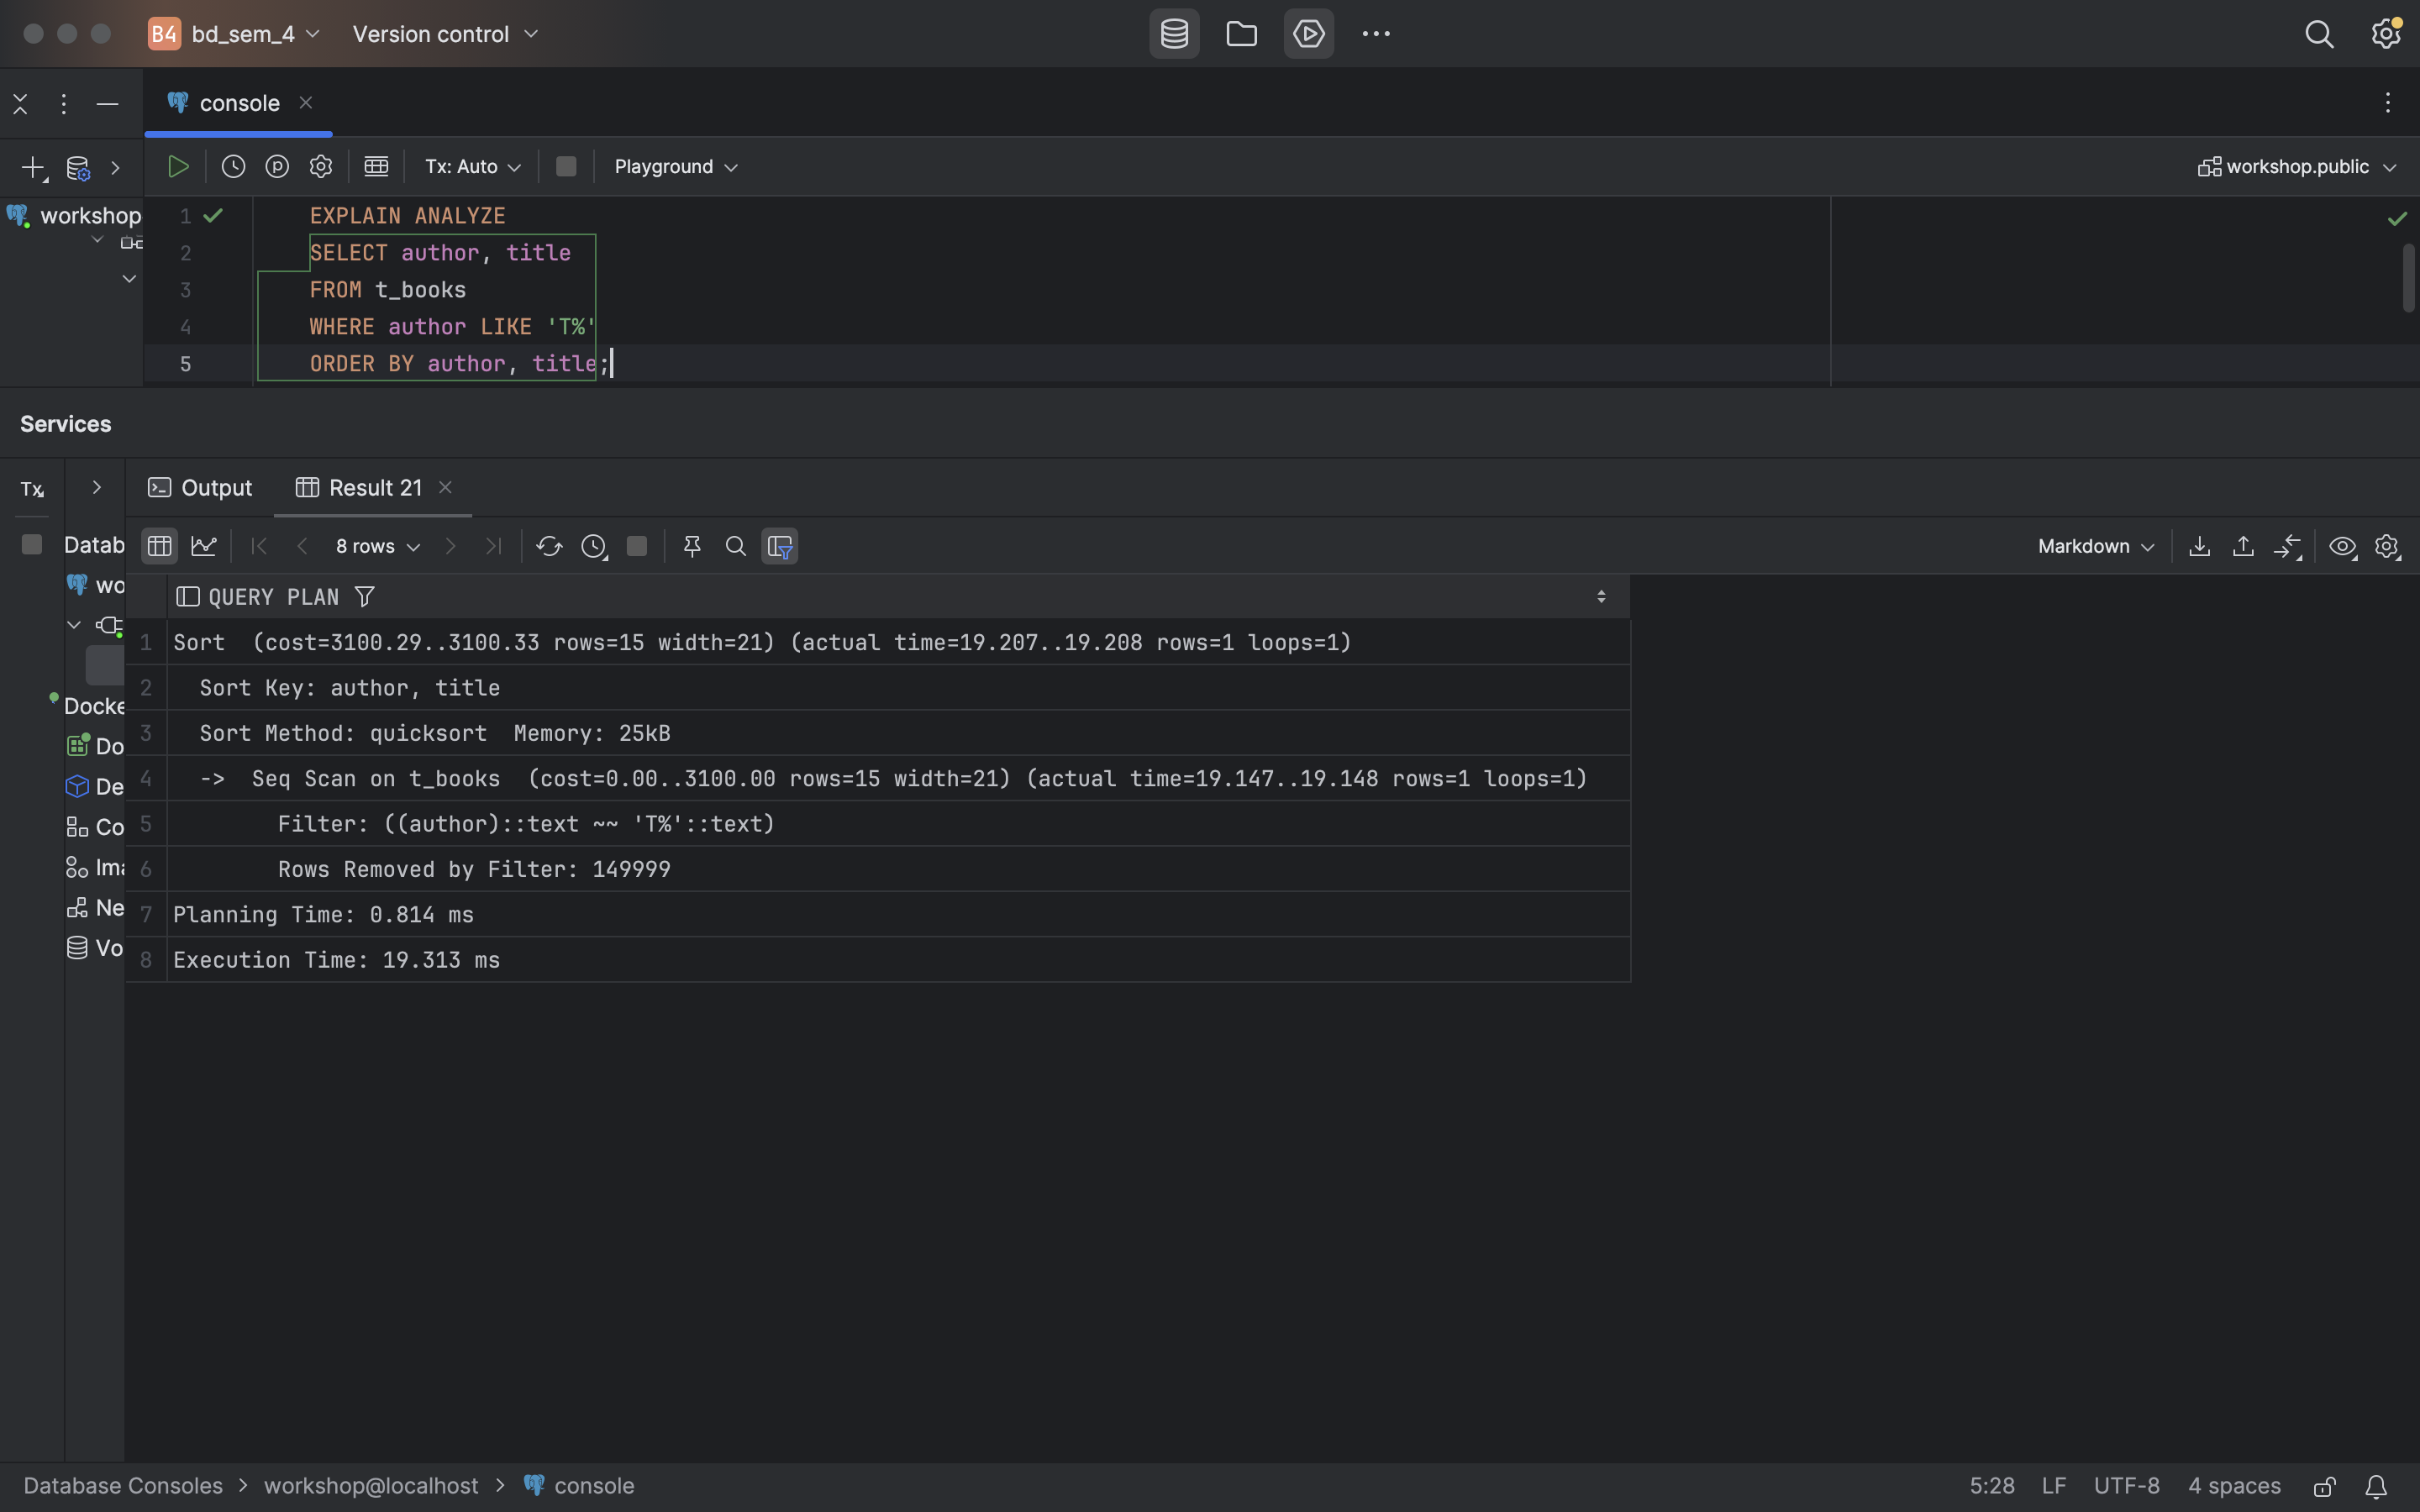 B4 bd_sem_4 Version control
console
Tx: Auto Playground workshop.public
workshop
1 EXPLAIN ANALYZE
2 SELECT author, title
3 FROM t_books
4 WHERE author LIKE 'T%'
5 ORDER BY author, title;
Services
Tx Output Result 21
Datab 8 rows Markdown
wo
QUERY PLAN
1 Sort  (cost=3100.29..3100.33 rows=15 width=21) (actual time=19.207..19.208 rows=1 loops=1)
2 Sort Key: author, title
3 Sort Method: quicksort  Memory: 25kB
4 ->  Seq Scan on t_books  (cost=0.00..3100.00 rows=15 width=21) (actual time=19.147..19.148 rows=1 loops=1)
5 Filter: ((author)::text ~~ 'T%'::text)
6 Rows Removed by Filter: 149999
7 Planning Time: 0.814 ms
8 Execution Time: 19.313 ms
Docke
Do
De
Co
Ima
Ne
Vo
Database Consoles > workshop@localhost > console 5:28 LF UTF-8 4 spaces